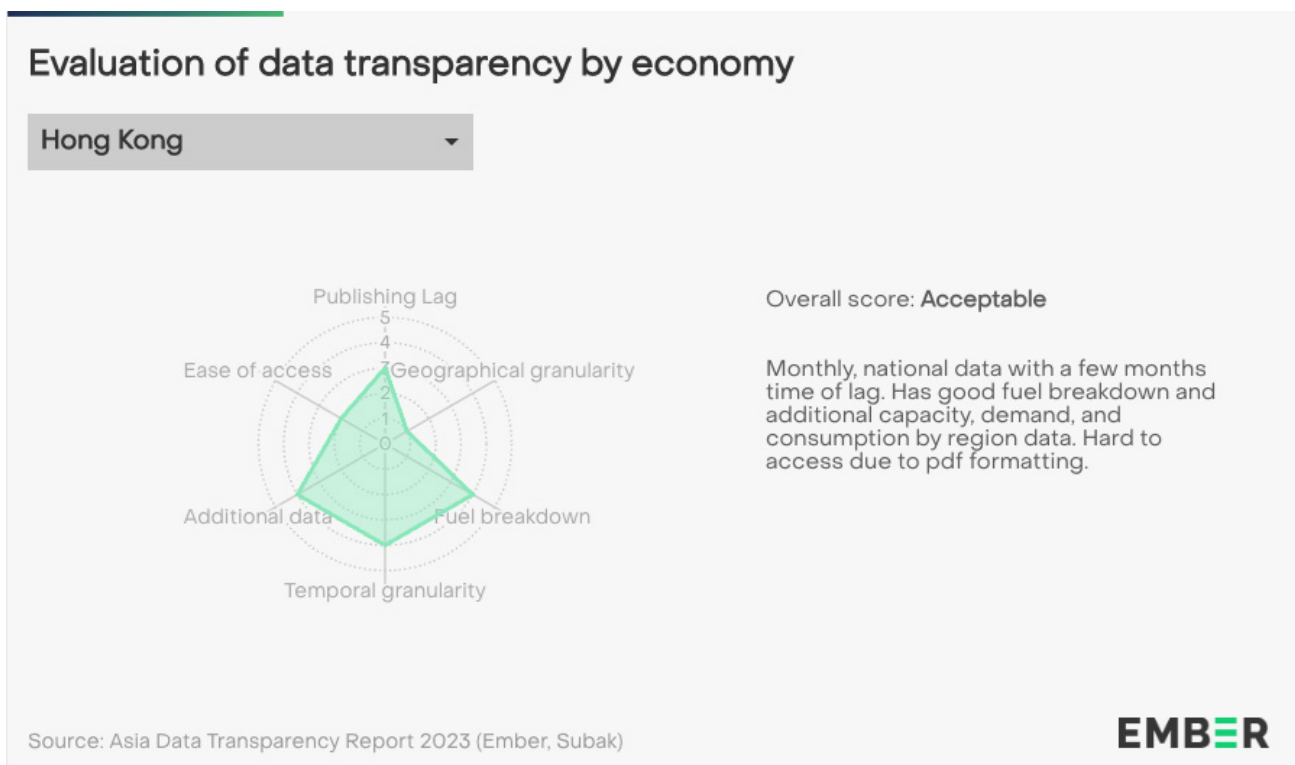 Evaluation of data transparency by economy
Hong Kong
Publishing Lag
5
4
3
2
1
0
Ease of access
Geographical granularity
Additional data
Fuel breakdown
Temporal granularity
Overall score: Acceptable
Monthly, national data with a few months
time of lag. Has good fuel breakdown and
additional capacity, demand, and
consumption by region data. Hard to
access due to pdf formatting.
Source: Asia Data Transparency Report 2023 (Ember, Subak)
EMBER